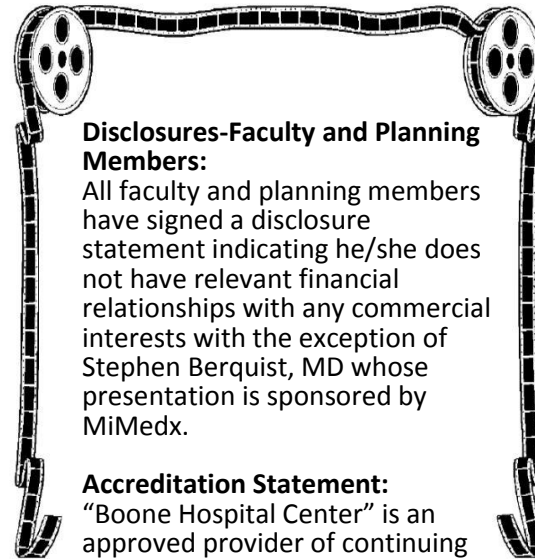 Disclosures-Faculty and Planning
Members:
All faculty and planning members
have signed a disclosure
statement indicating he/she does
not have relevant financial
relationships with any commercial
interests with the exception of
Stephen Berquist, MD whose
presentation is sponsored by
MiMedx.
Accreditation Statement:
“Boone Hospital Center” is an
approved provider of continuing